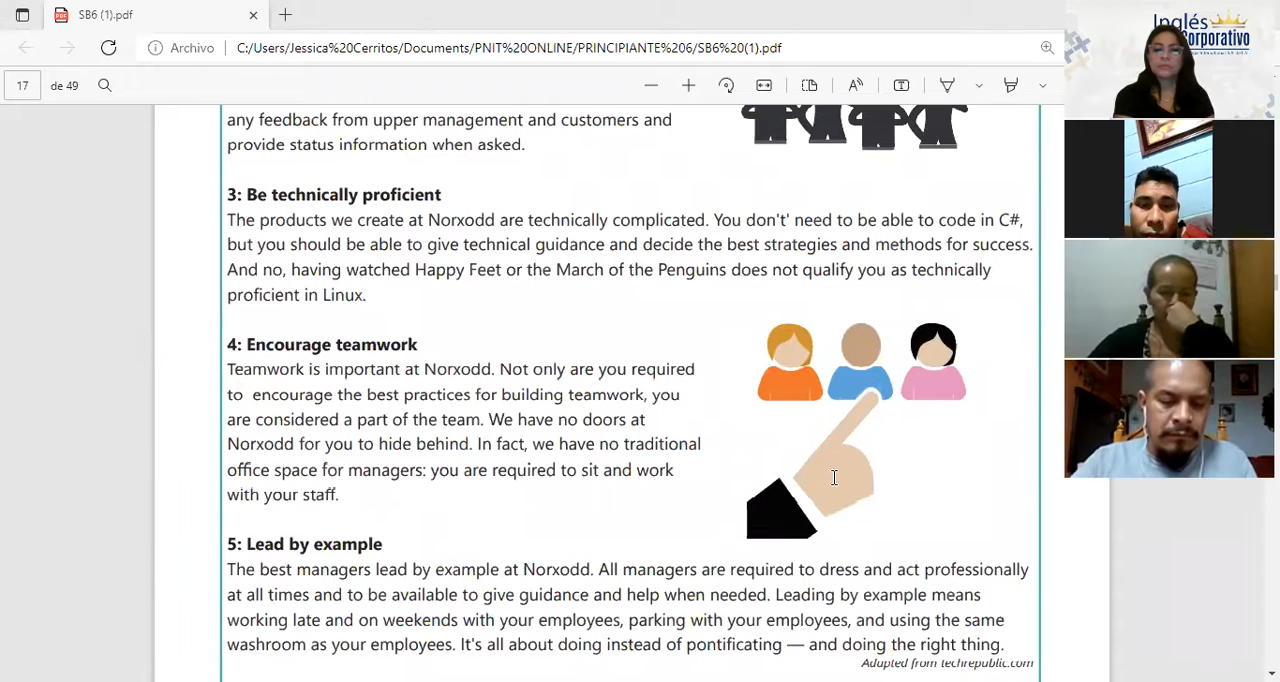 SB6 (1).pdf
Archivo
C:/Users/Jessica%20Cerritos/Documents/PNIT%20ONLINE/PRINCIPIANTE%206/SB6%20(1).pdf
17 de 49
Inglés
Corporativo
any feedback from upper management and customers and
provide status information when asked.
3: Be technically proficient
The products we create at Norxodd are technically complicated. You don't' need to be able to code in C#,
but you should be able to give technical guidance and decide the best strategies and methods for success.
And no, having watched Happy Feet or the March of the Penguins does not qualify you as technically
proficient in Linux.
4: Encourage teamwork
Teamwork is important at Norxodd. Not only are you required
to encourage the best practices for building teamwork, you
are considered a part of the team. We have no doors at
Norxodd for you to hide behind. In fact, we have no traditional
office space for managers: you are required to sit and work
with your staff.
5: Lead by example
The best managers lead by example at Norxodd. All managers are required to dress and act professionally
at all times and to be available to give guidance and help when needed. Leading by example means
working late and on weekends with your employees, parking with your employees, and using the same
washroom as your employees. It's all about doing instead of pontificating — and doing the right thing.
Adapted from techrepublic.com